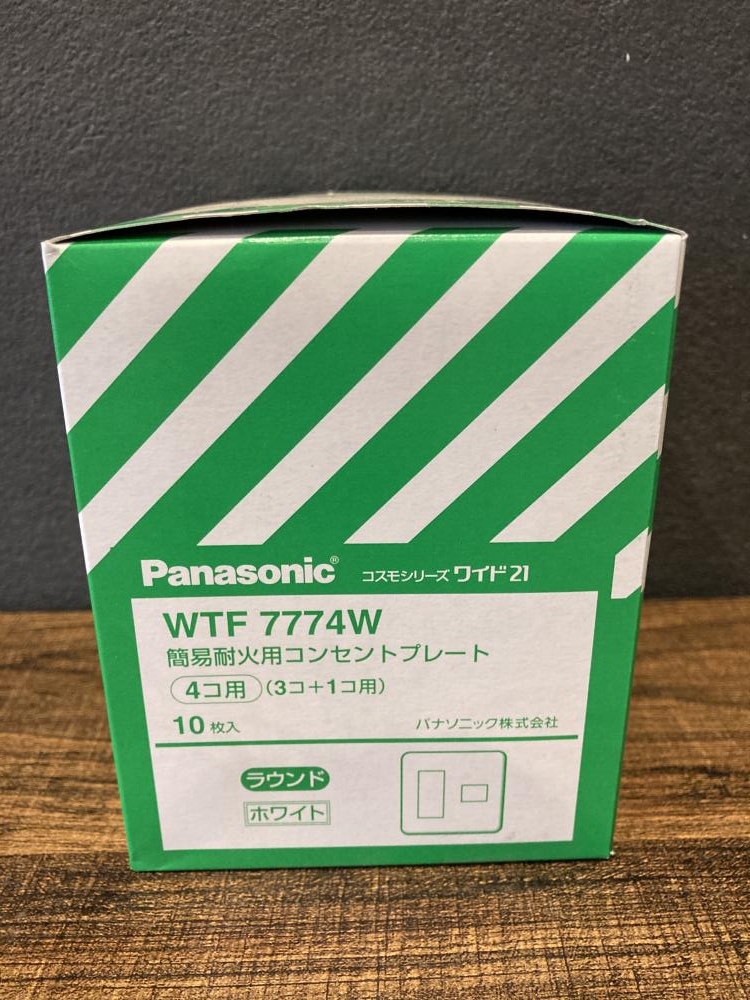 Panasonic® コスモシリーズ ワイド21
WTF 7774W
簡易耐火用コンセントプレート
4コ用 (3コ+1コ用)
10枚入 パナソニック株式会社
ラウンド
ホワイト